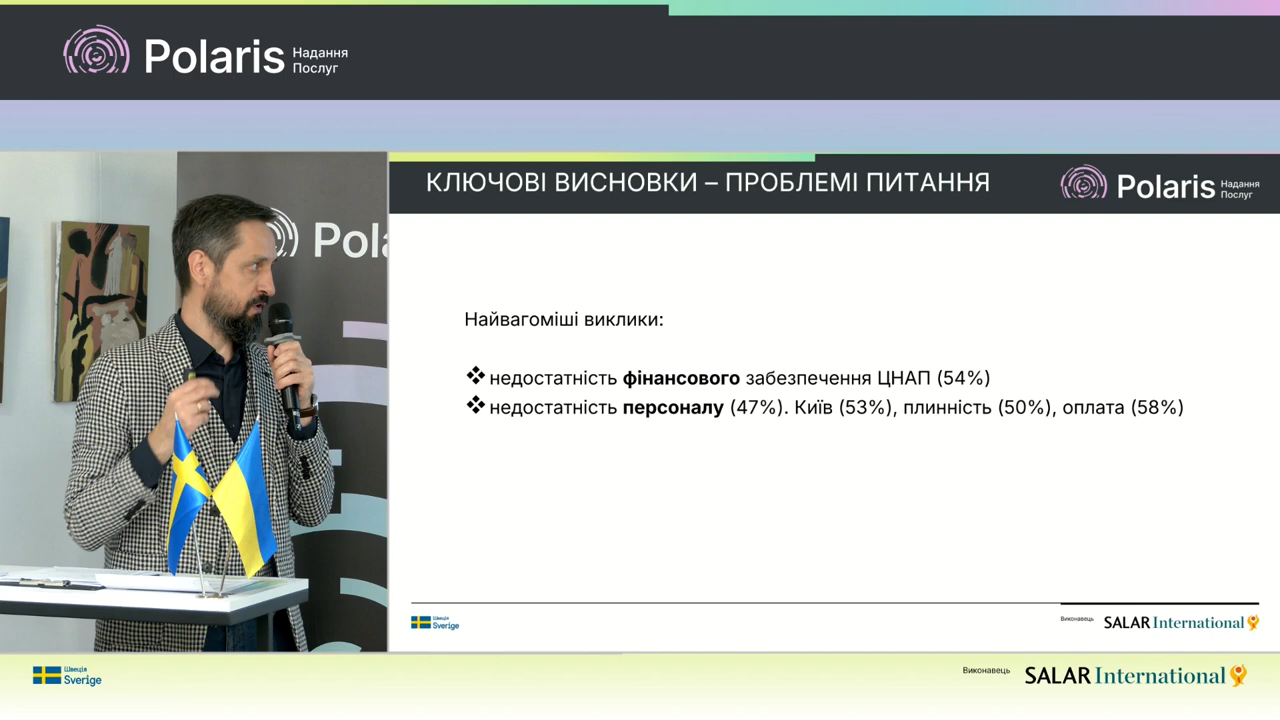 Polaris Надання
Послуг
Pola
КЛЮЧОВІ ВИСНОВКИ – ПРОБЛЕМІ ПИТАННЯ
Polaris Надання
Послуг
Найвагоміші виклики:
❖ недостатність фінансового забезпечення ЦНАП (54%)
❖ недостатність персоналу (47%). Київ (53%), плинність (50%), оплата (58%)
Швеція
Sverige
Виконавець SALAR International
Швеція
Sverige
Виконавець SALAR International